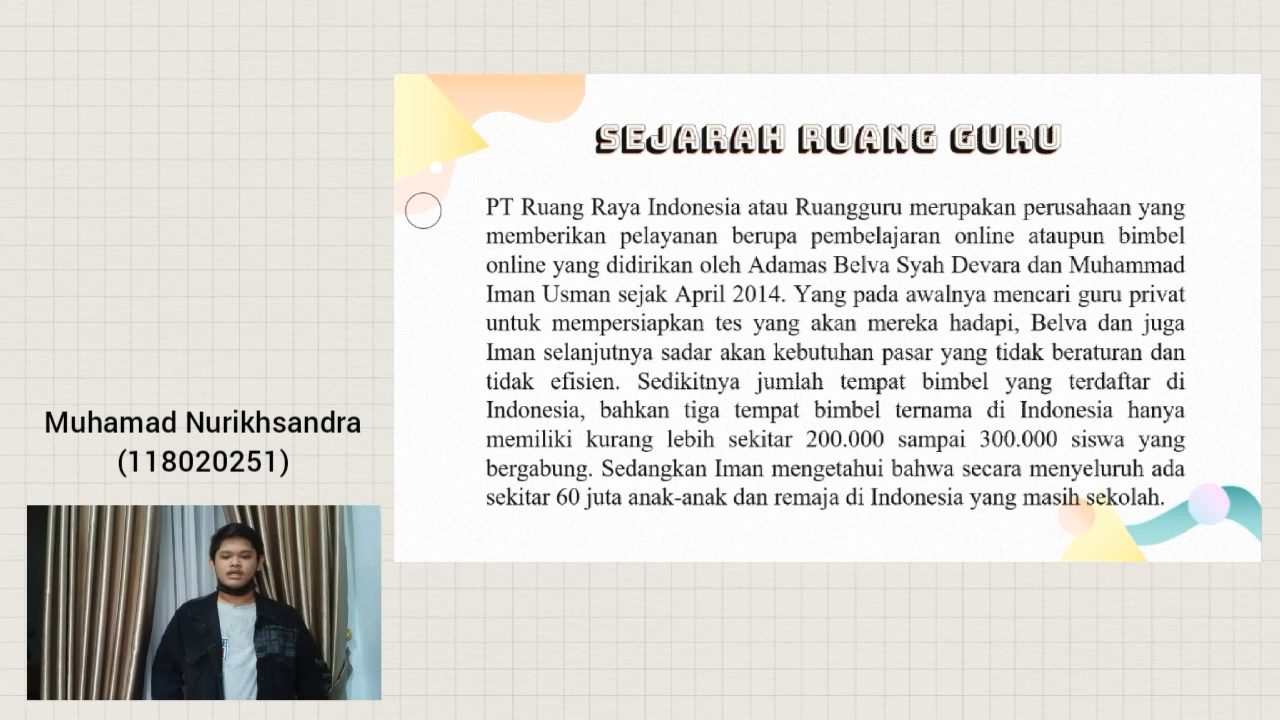 SEJARAH RUANG GURU
PT Ruang Raya Indonesia atau Ruangguru merupakan perusahaan yang
memberikan pelayanan berupa pembelajaran online ataupun bimbel
online yang didirikan oleh Adamas Belva Syah Devara dan Muhammad
Iman Usman sejak April 2014. Yang pada awalnya mencari guru privat
untuk mempersiapkan tes yang akan mereka hadapi, Belva dan juga
Iman selanjutnya sadar akan kebutuhan pasar yang tidak beraturan dan
tidak efisien. Sedikitnya jumlah tempat bimbel yang terdaftar di
Indonesia, bahkan tiga tempat bimbel ternama di Indonesia hanya
memiliki kurang lebih sekitar 200.000 sampai 300.000 siswa yang
bergabung. Sedangkan Iman mengetahui bahwa secara menyeluruh ada
sekitar 60 juta anak-anak dan remaja di Indonesia yang masih sekolah.
Muhamad Nurikhsandra
(118020251)